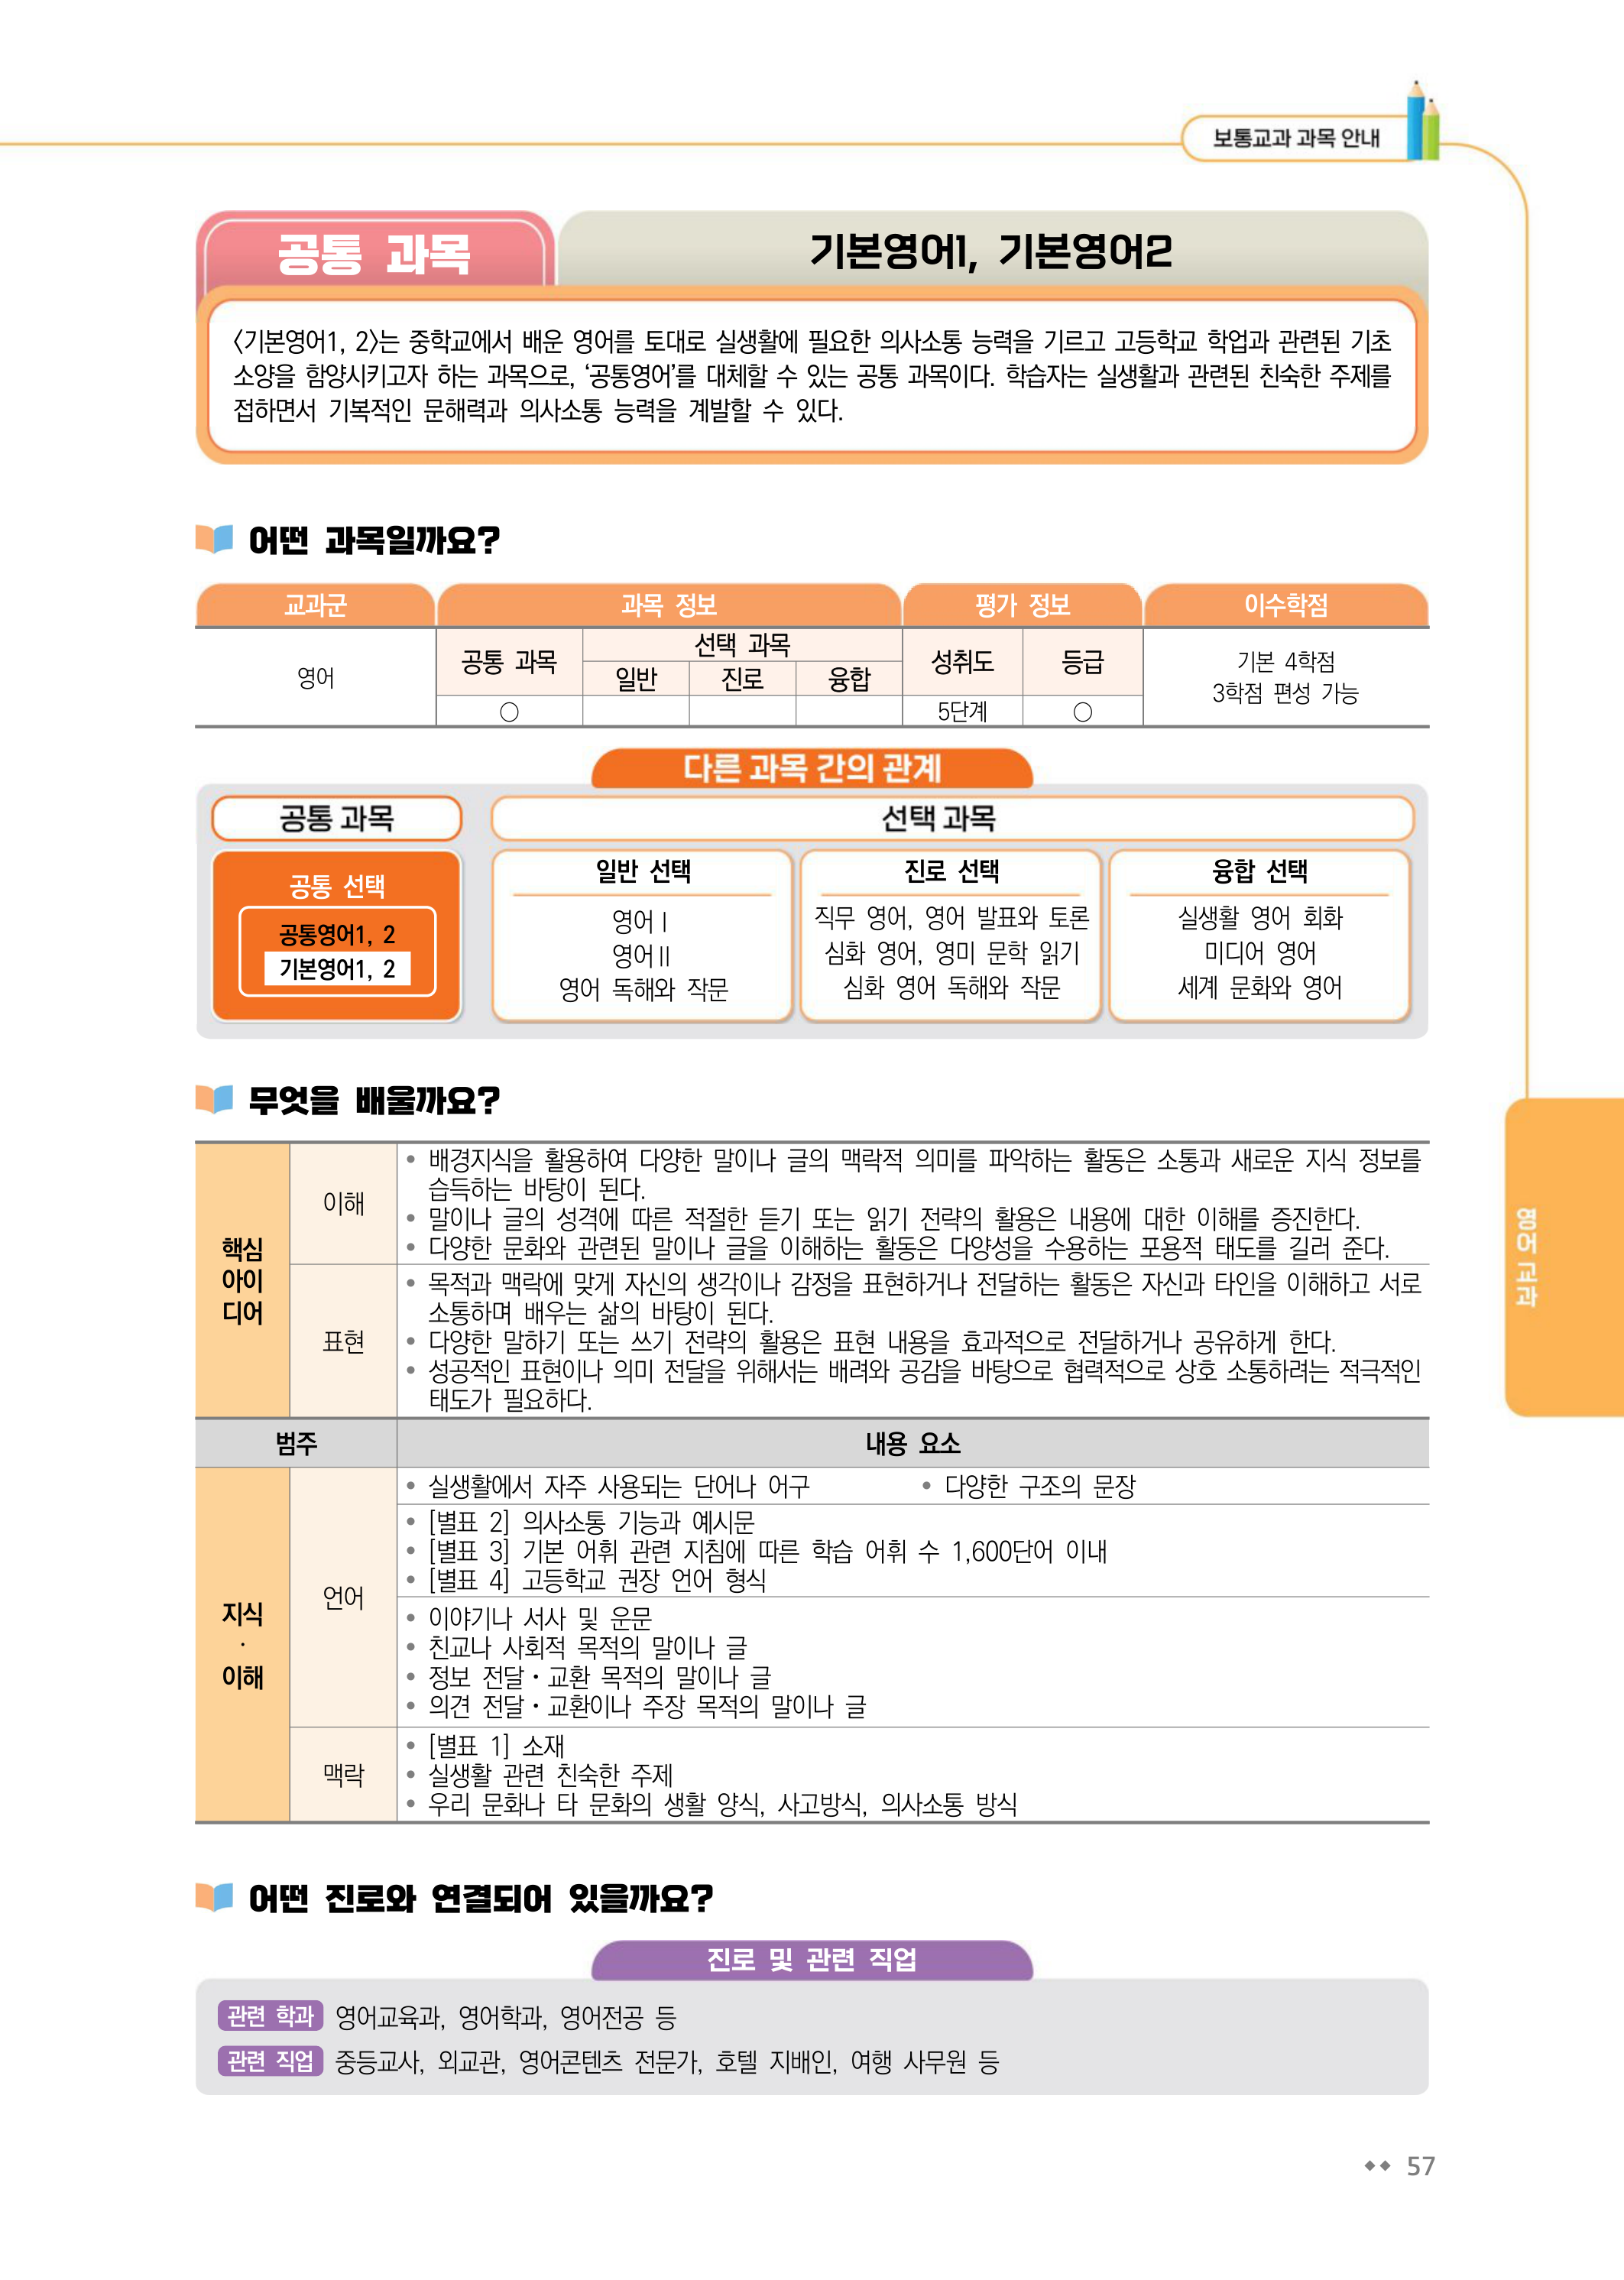 보통교과 과목 안내
공통 과목
기본영어1, 기본영어2
〈기본영어1, 2〉는 중학교에서 배운 영어를 토대로 실생활에 필요한 의사소통 능력을 기르고 고등학교 학업과 관련된 기초
소양을 함양시키고자 하는 과목으로, ‘공통영어’를 대체할 수 있는 공통 과목이다. 학습자는 실생활과 관련된 친숙한 주제를
접하면서 기복적인 문해력과 의사소통 능력을 계발할 수 있다.
어떤 과목일까요?
교과군 과목 정보 평가 정보 이수학점
영어 공통 과목 선택 과목 성취도 등급 기본 4학점
일반 진로 융합 3학점 편성 가능
○ 5단계 ○
다른 과목 간의 관계
공통 과목 선택 과목
공통 선택
공통영어1, 2
기본영어1, 2
일반 선택
영어Ⅰ
영어Ⅱ
영어 독해와 작문
진로 선택
직무 영어, 영어 발표와 토론
심화 영어, 영미 문학 읽기
심화 영어 독해와 작문
융합 선택
실생활 영어 회화
미디어 영어
세계 문화와 영어
무엇을 배울까요?
핵심
아이
디어
이해
• 배경지식을 활용하여 다양한 말이나 글의 맥락적 의미를 파악하는 활동은 소통과 새로운 지식 정보를
습득하는 바탕이 된다.
• 말이나 글의 성격에 따른 적절한 듣기 또는 읽기 전략의 활용은 내용에 대한 이해를 증진한다.
• 다양한 문화와 관련된 말이나 글을 이해하는 활동은 다양성을 수용하는 포용적 태도를 길러 준다.
표현
• 목적과 맥락에 맞게 자신의 생각이나 감정을 표현하거나 전달하는 활동은 자신과 타인을 이해하고 서로
소통하며 배우는 삶의 바탕이 된다.
• 다양한 말하기 또는 쓰기 전략의 활용은 표현 내용을 효과적으로 전달하거나 공유하게 한다.
• 성공적인 표현이나 의미 전달을 위해서는 배려와 공감을 바탕으로 협력적으로 상호 소통하려는 적극적인
태도가 필요하다.
범주 내용 요소
지식
·
이해
언어
• 실생활에서 자주 사용되는 단어나 어구 • 다양한 구조의 문장
• [별표 2] 의사소통 기능과 예시문
• [별표 3] 기본 어휘 관련 지침에 따른 학습 어휘 수 1,600단어 이내
• [별표 4] 고등학교 권장 언어 형식
• 이야기나 서사 및 운문
• 친교나 사회적 목적의 말이나 글
• 정보 전달・교환 목적의 말이나 글
• 의견 전달・교환이나 주장 목적의 말이나 글
맥락
• [별표 1] 소재
• 실생활 관련 친숙한 주제
• 우리 문화나 타 문화의 생활 양식, 사고방식, 의사소통 방식
영어 교과
어떤 진로와 연결되어 있을까요?
진로 및 관련 직업
관련 학과 영어교육과, 영어학과, 영어전공 등
관련 직업 중등교사, 외교관, 영어콘텐츠 전문가, 호텔 지배인, 여행 사무원 등
◆◆ 57